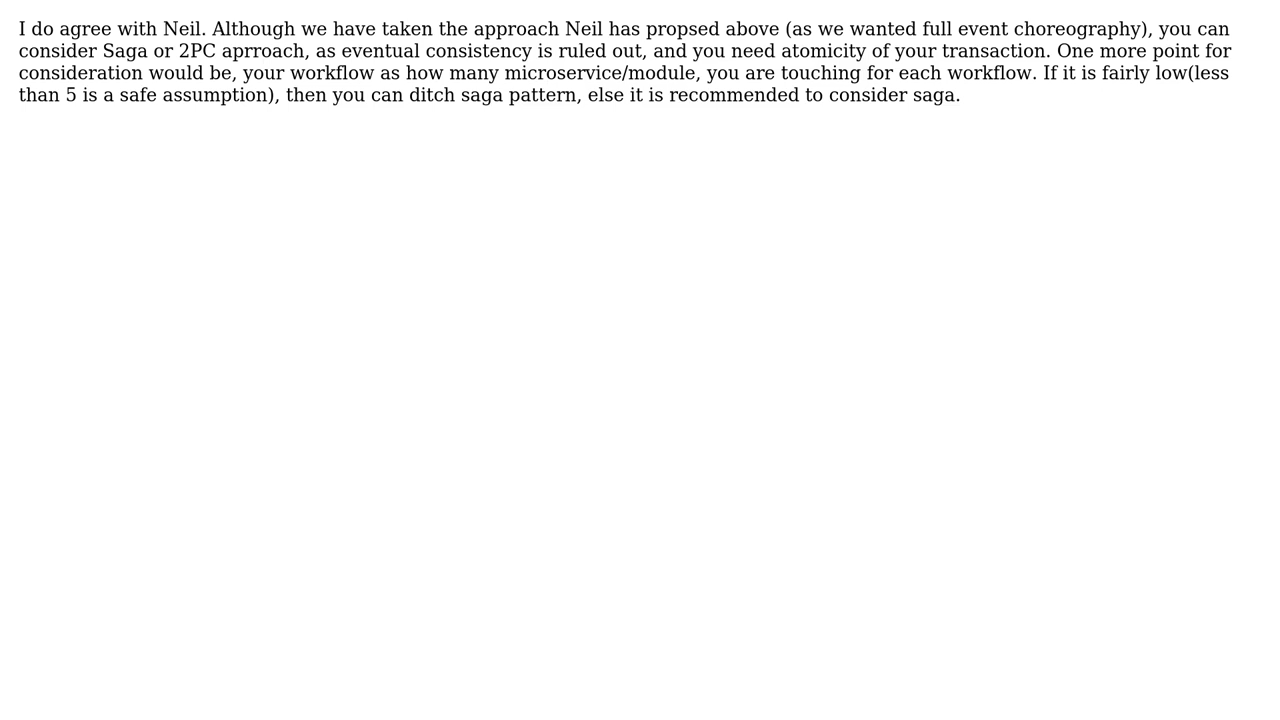 I do agree with Neil. Although we have taken the approach Neil has propsed above (as we wanted full event choreography), you can
consider Saga or 2PC aprroach, as eventual consistency is ruled out, and you need atomicity of your transaction. One more point for
consideration would be, your workflow as how many microservice/module, you are touching for each workflow. If it is fairly low(less
than 5 is a safe assumption), then you can ditch saga pattern, else it is recommended to consider saga.